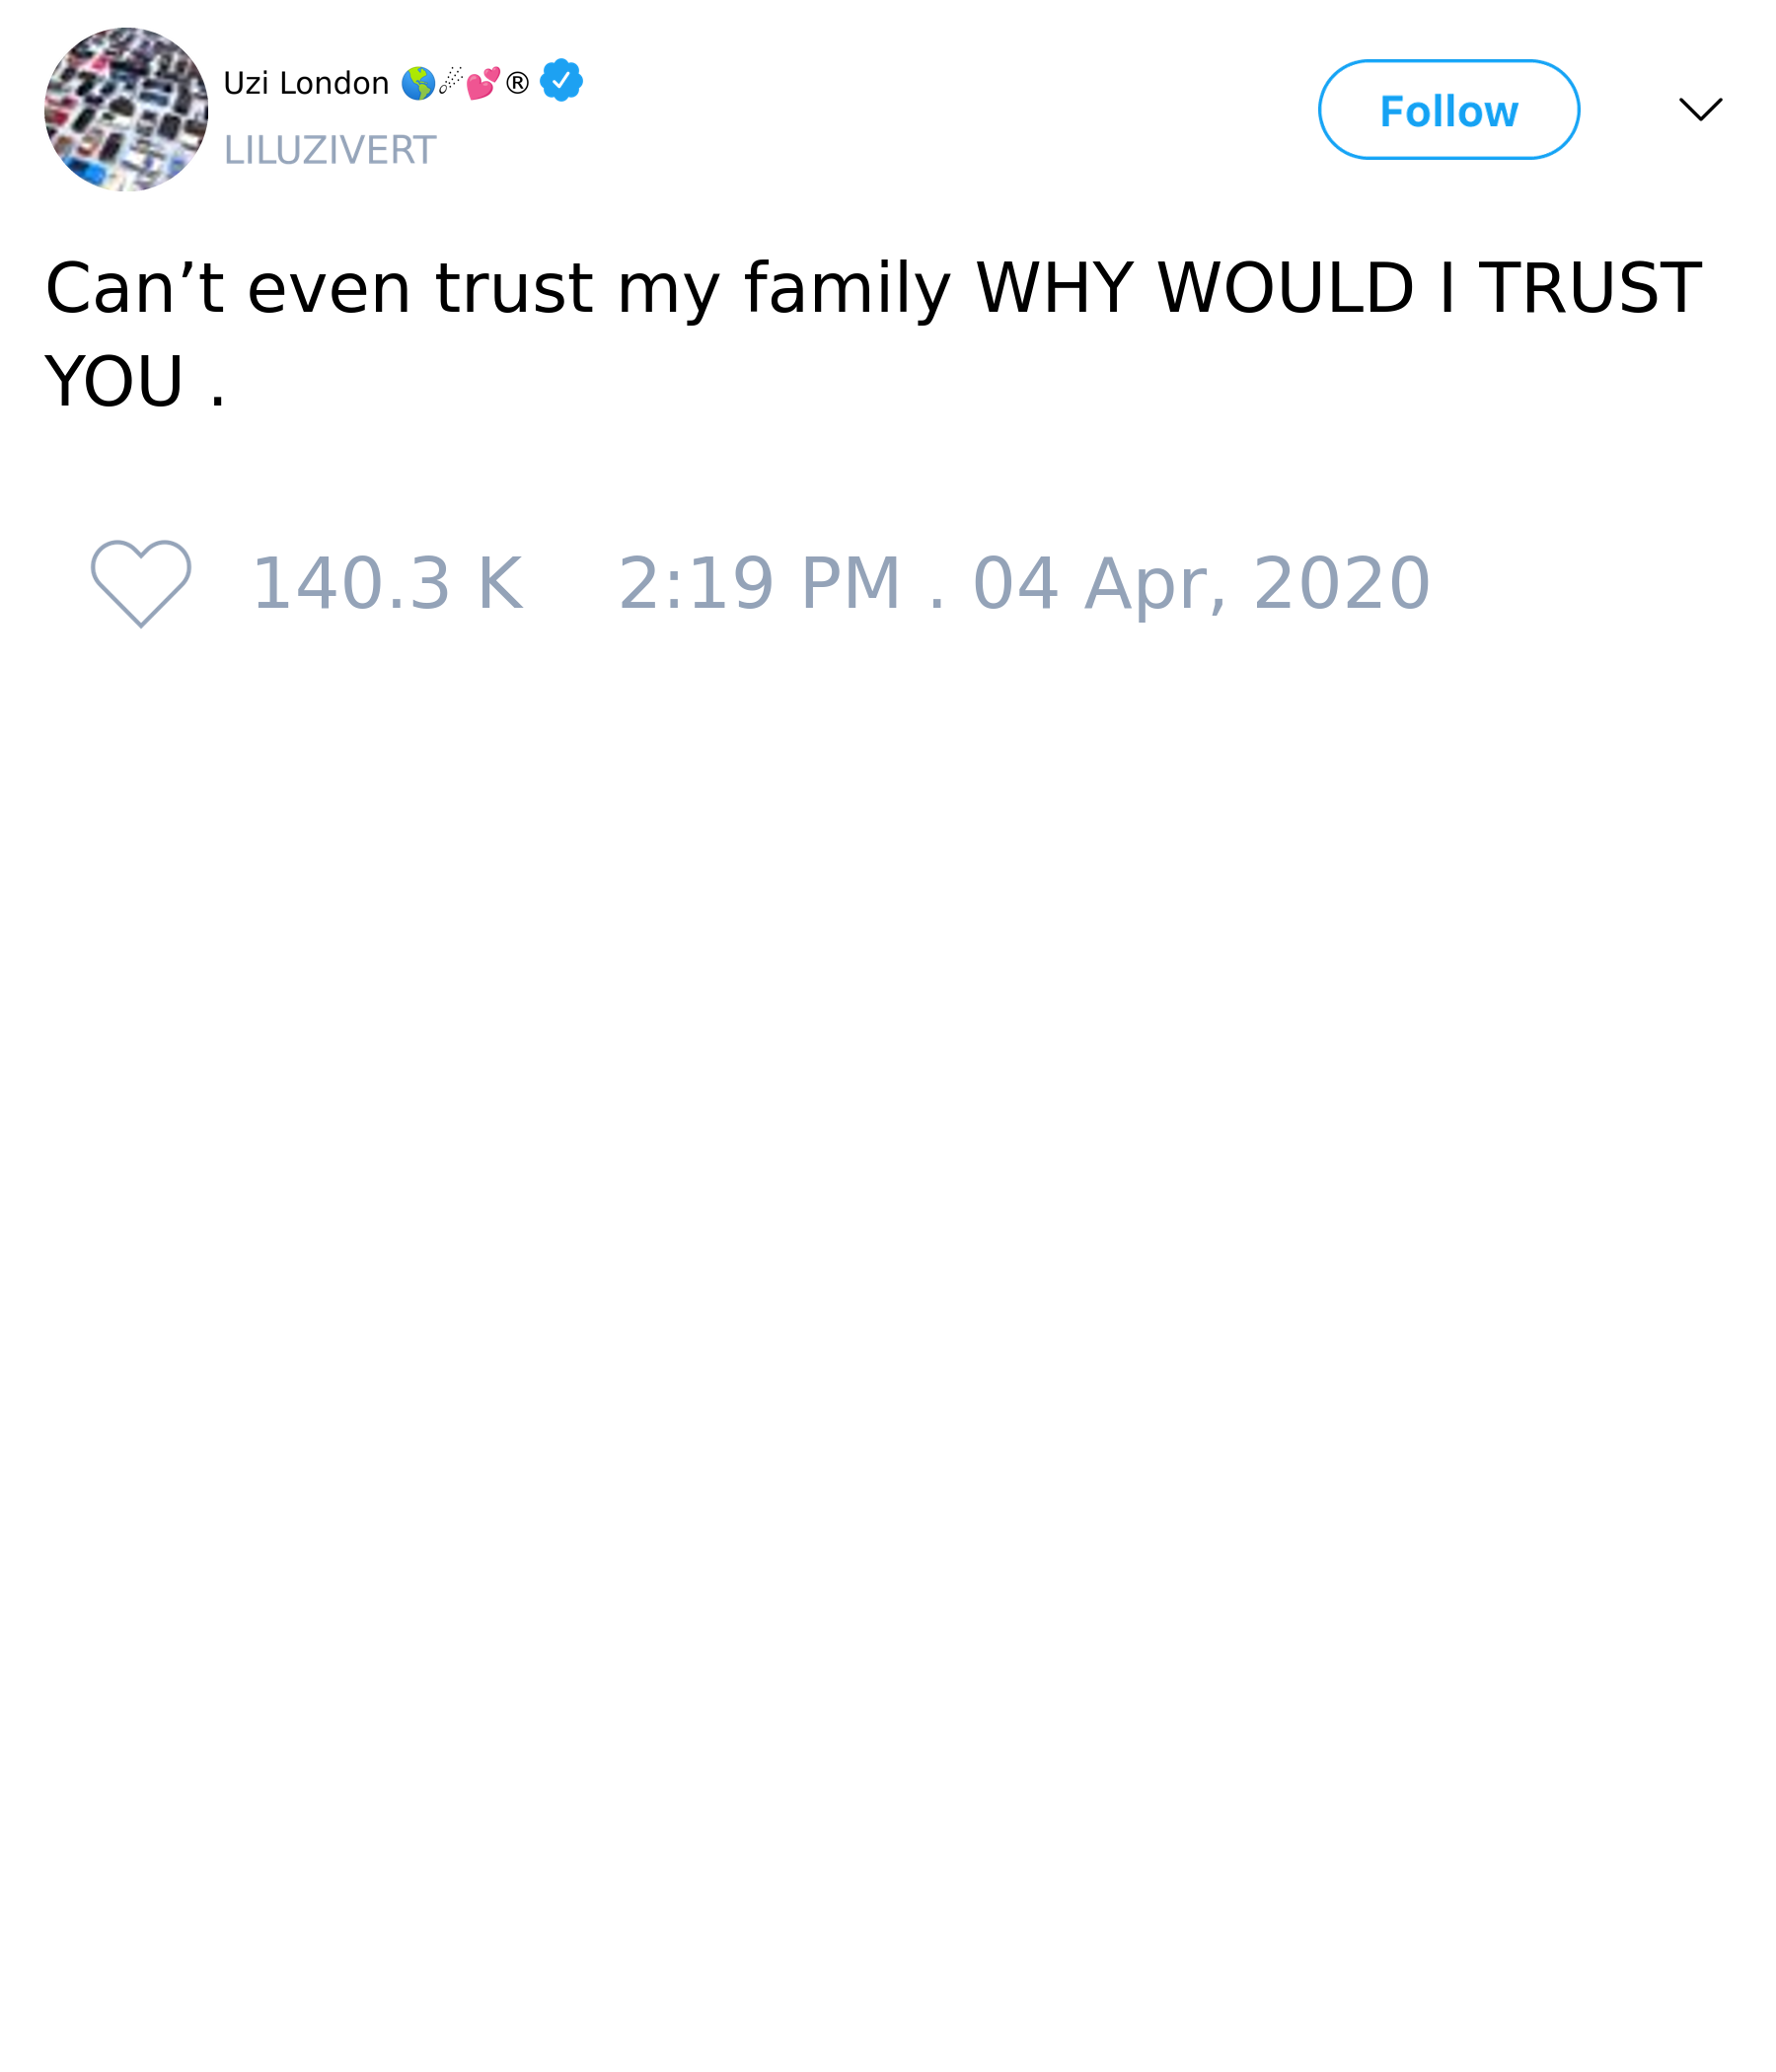 Uzi London 🌎☄💕®
LILUZIVERT
Follow
Can’t even trust my family WHY WOULD I TRUST
YOU .
140.3 K 2:19 PM . 04 Apr, 2020